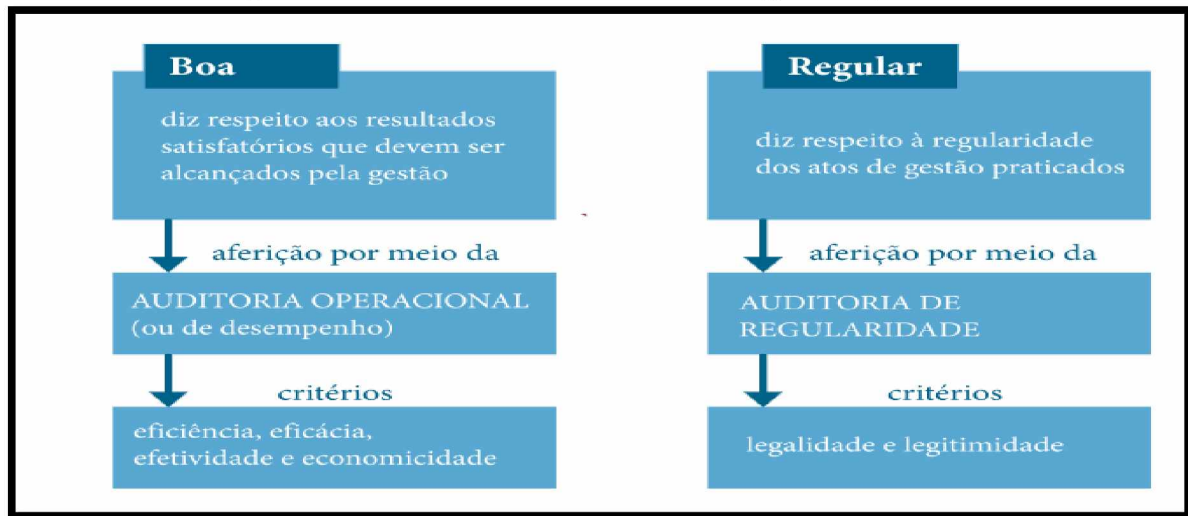 Boa
diz respeito aos resultados
satisfatórios que devem ser
alcançados pela gestão
aferição por meio da
AUDITORIA OPERACIONAL
(ou de desempenho)
critérios
eficiência, eficácia,
efetividade e economicidade
Regular
diz respeito à regularidade
dos atos de gestão praticados
aferição por meio da
AUDITORIA DE
REGULARIDADE
critérios
legalidade e legitimidade